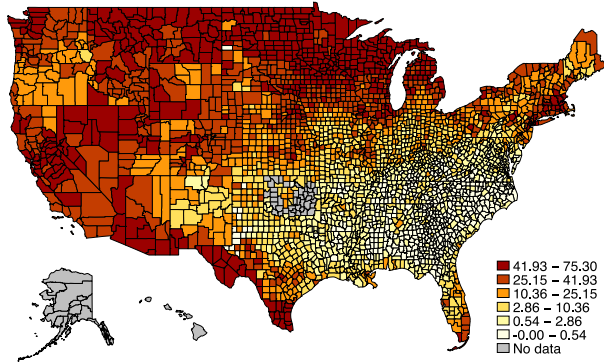 41.93 – 75.30
25.15 – 41.93
10.36 – 25.15
2.86 – 10.36
0.54 – 2.86
-0.00 – 0.54
No data